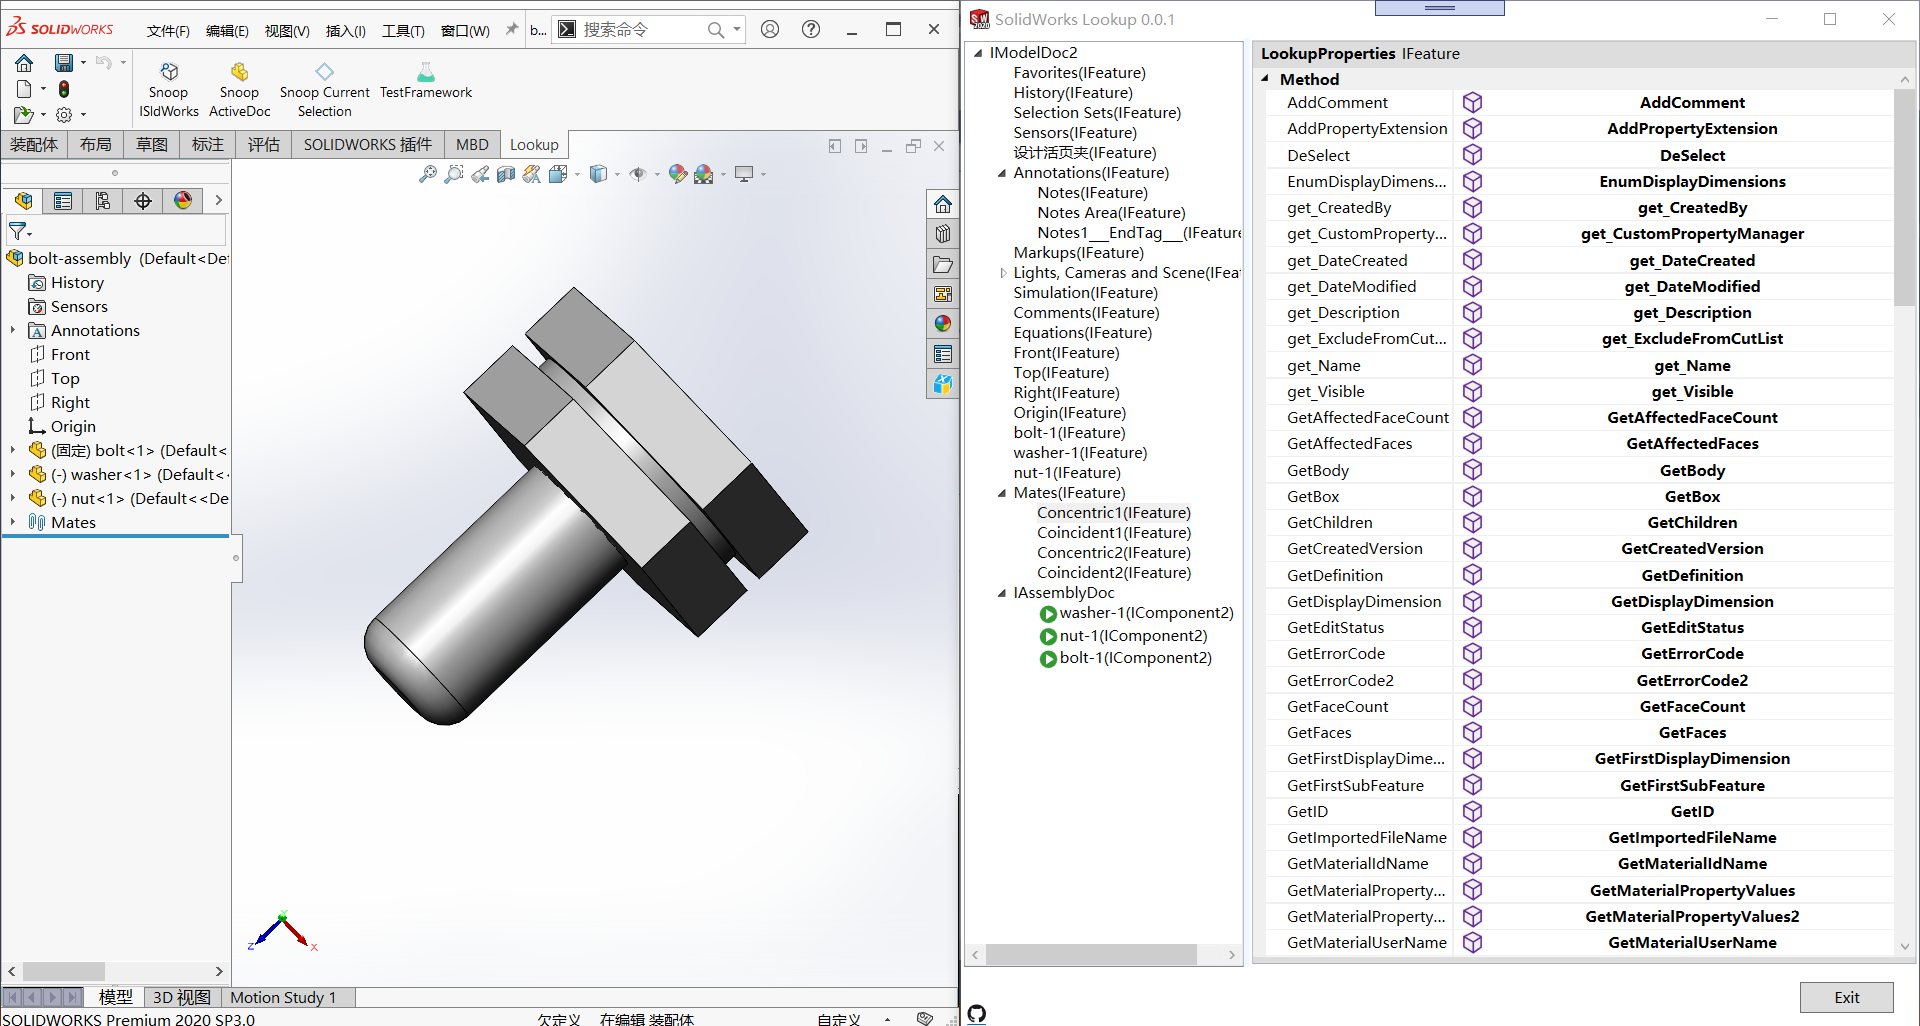 SOLIDWORKS
文件(F) 编辑(E) 视图(V) 插入(I) 工具(T) 窗口(W) b... 搜索命令
Snoop
ISldWorks
Snoop
ActiveDoc
Snoop Current
Selection
TestFramework
装配体 布局 草图 标注 评估 SOLIDWORKS 插件 MBD Lookup
bolt-assembly (Default<De
History
Sensors
Annotations
Front
Top
Right
Origin
(固定) bolt<1> (Default<
(-) washer<1> (Default<
(-) nut<1> (Default<<De
Mates
Z X
模型 3D 视图 Motion Study 1
SOLIDWORKS Premium 2020 SP3.0 欠定义 在编辑 装配体 自定义
SolidWorks Lookup 0.0.1
IModelDoc2
Favorites(IFeature)
History(IFeature)
Selection Sets(IFeature)
Sensors(IFeature)
设计活页夹(IFeature)
Annotations(IFeature)
Notes(IFeature)
Notes Area(IFeature)
Notes1___EndTag___(IFeature
Markups(IFeature)
Lights, Cameras and Scene(IFea
Simulation(IFeature)
Comments(IFeature)
Equations(IFeature)
Front(IFeature)
Top(IFeature)
Right(IFeature)
Origin(IFeature)
bolt-1(IFeature)
washer-1(IFeature)
nut-1(IFeature)
Mates(IFeature)
Concentric1(IFeature)
Coincident1(IFeature)
Concentric2(IFeature)
Coincident2(IFeature)
IAssemblyDoc
washer-1(IComponent2)
nut-1(IComponent2)
bolt-1(IComponent2)
LookupProperties IFeature
Method
AddComment AddComment
AddPropertyExtension AddPropertyExtension
DeSelect DeSelect
EnumDisplayDimens... EnumDisplayDimensions
get_CreatedBy get_CreatedBy
get_CustomProperty... get_CustomPropertyManager
get_DateCreated get_DateCreated
get_DateModified get_DateModified
get_Description get_Description
get_ExcludeFromCut... get_ExcludeFromCutList
get_Name get_Name
get_Visible get_Visible
GetAffectedFaceCount GetAffectedFaceCount
GetAffectedFaces GetAffectedFaces
GetBody GetBody
GetBox GetBox
GetChildren GetChildren
GetCreatedVersion GetCreatedVersion
GetDefinition GetDefinition
GetDisplayDimension GetDisplayDimension
GetEditStatus GetEditStatus
GetErrorCode GetErrorCode
GetErrorCode2 GetErrorCode2
GetFaceCount GetFaceCount
GetFaces GetFaces
GetFirstDisplayDime... GetFirstDisplayDimension
GetFirstSubFeature GetFirstSubFeature
GetID GetID
GetImportedFileName GetImportedFileName
GetMaterialIdName GetMaterialIdName
GetMaterialProperty... GetMaterialPropertyValues
GetMaterialProperty... GetMaterialPropertyValues2
GetMaterialUserName GetMaterialUserName
Exit